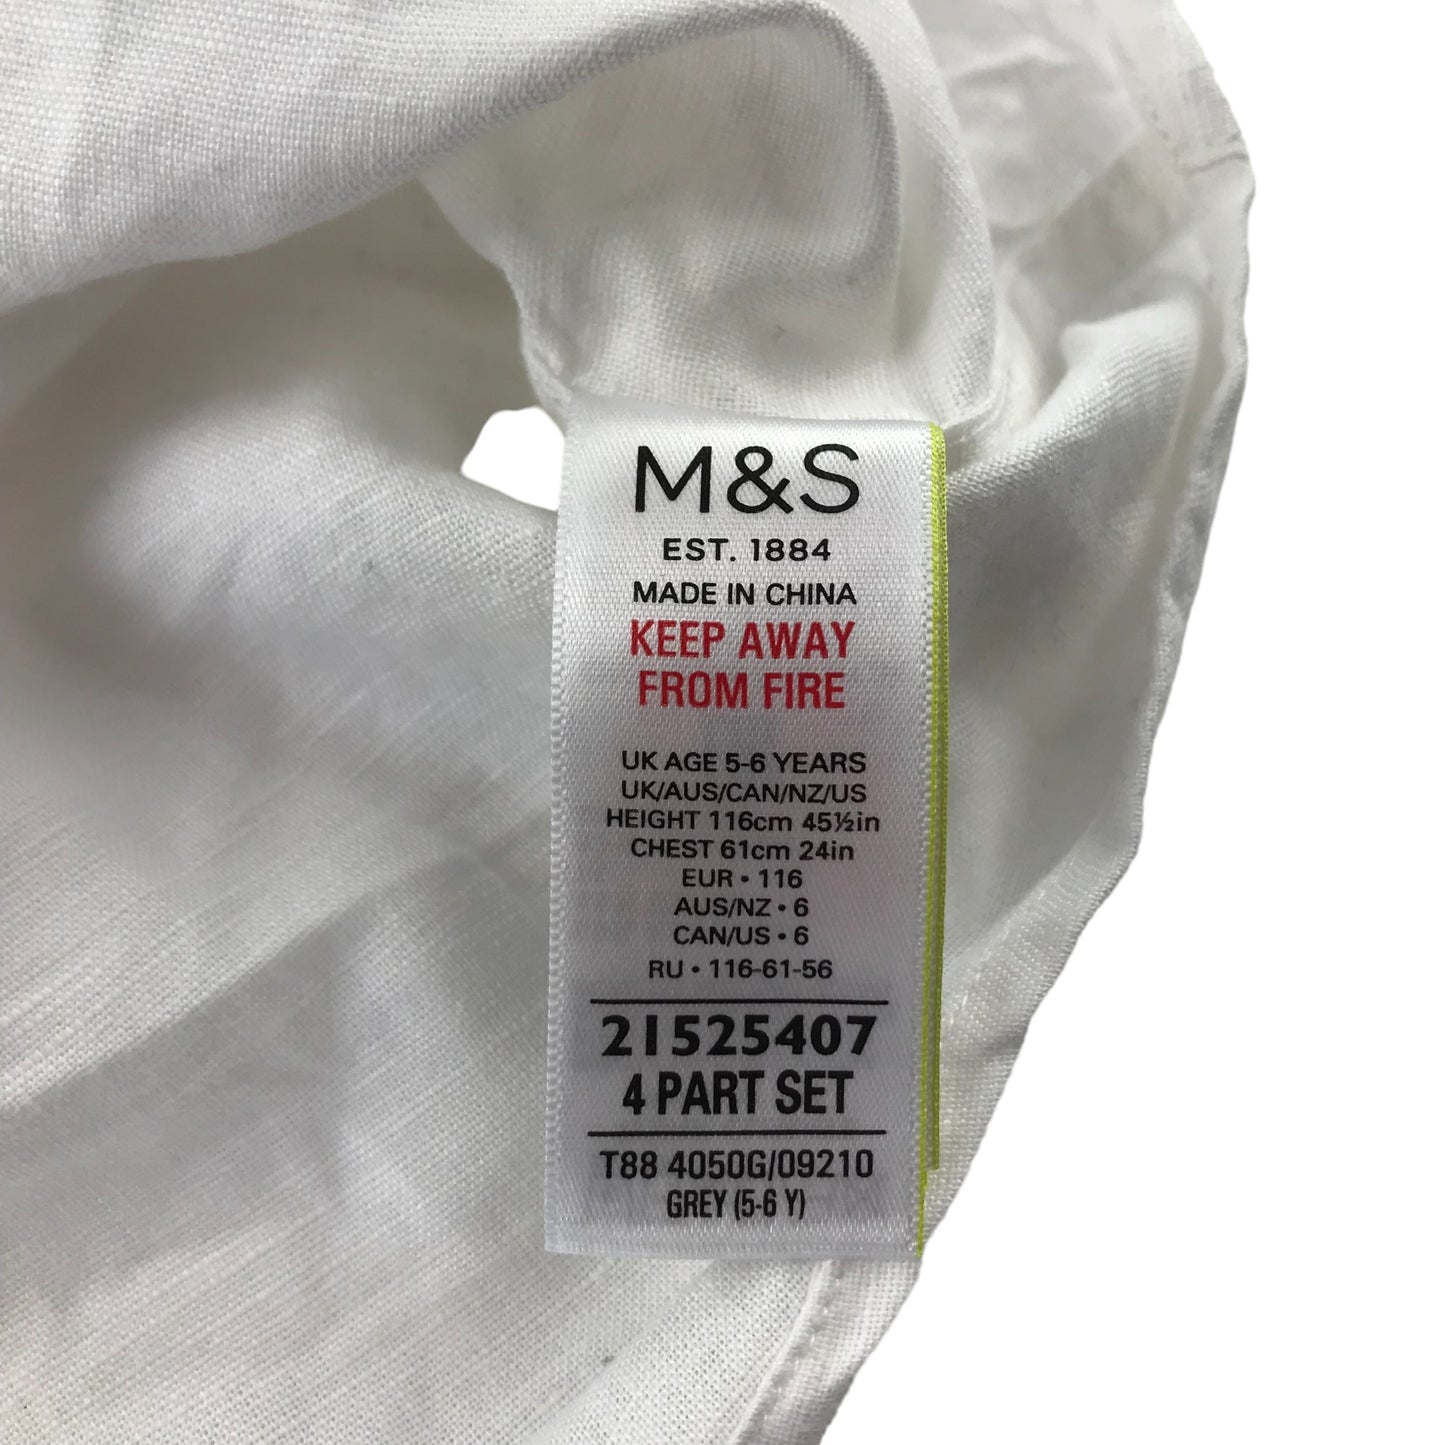 M&S
EST. 1884
MADE IN CHINA
KEEP AWAY
FROM FIRE
UK AGE 5-6 YEARS
UK/AUS/CAN/NZ/US
HEIGHT 116cm 45½in
CHEST 61cm 24in
EUR • 116
AUS/NZ • 6
CAN/US • 6
RU • 116-61-56
21525407
4 PART SET
T88 4050G/09210
GREY (5-6 Y)